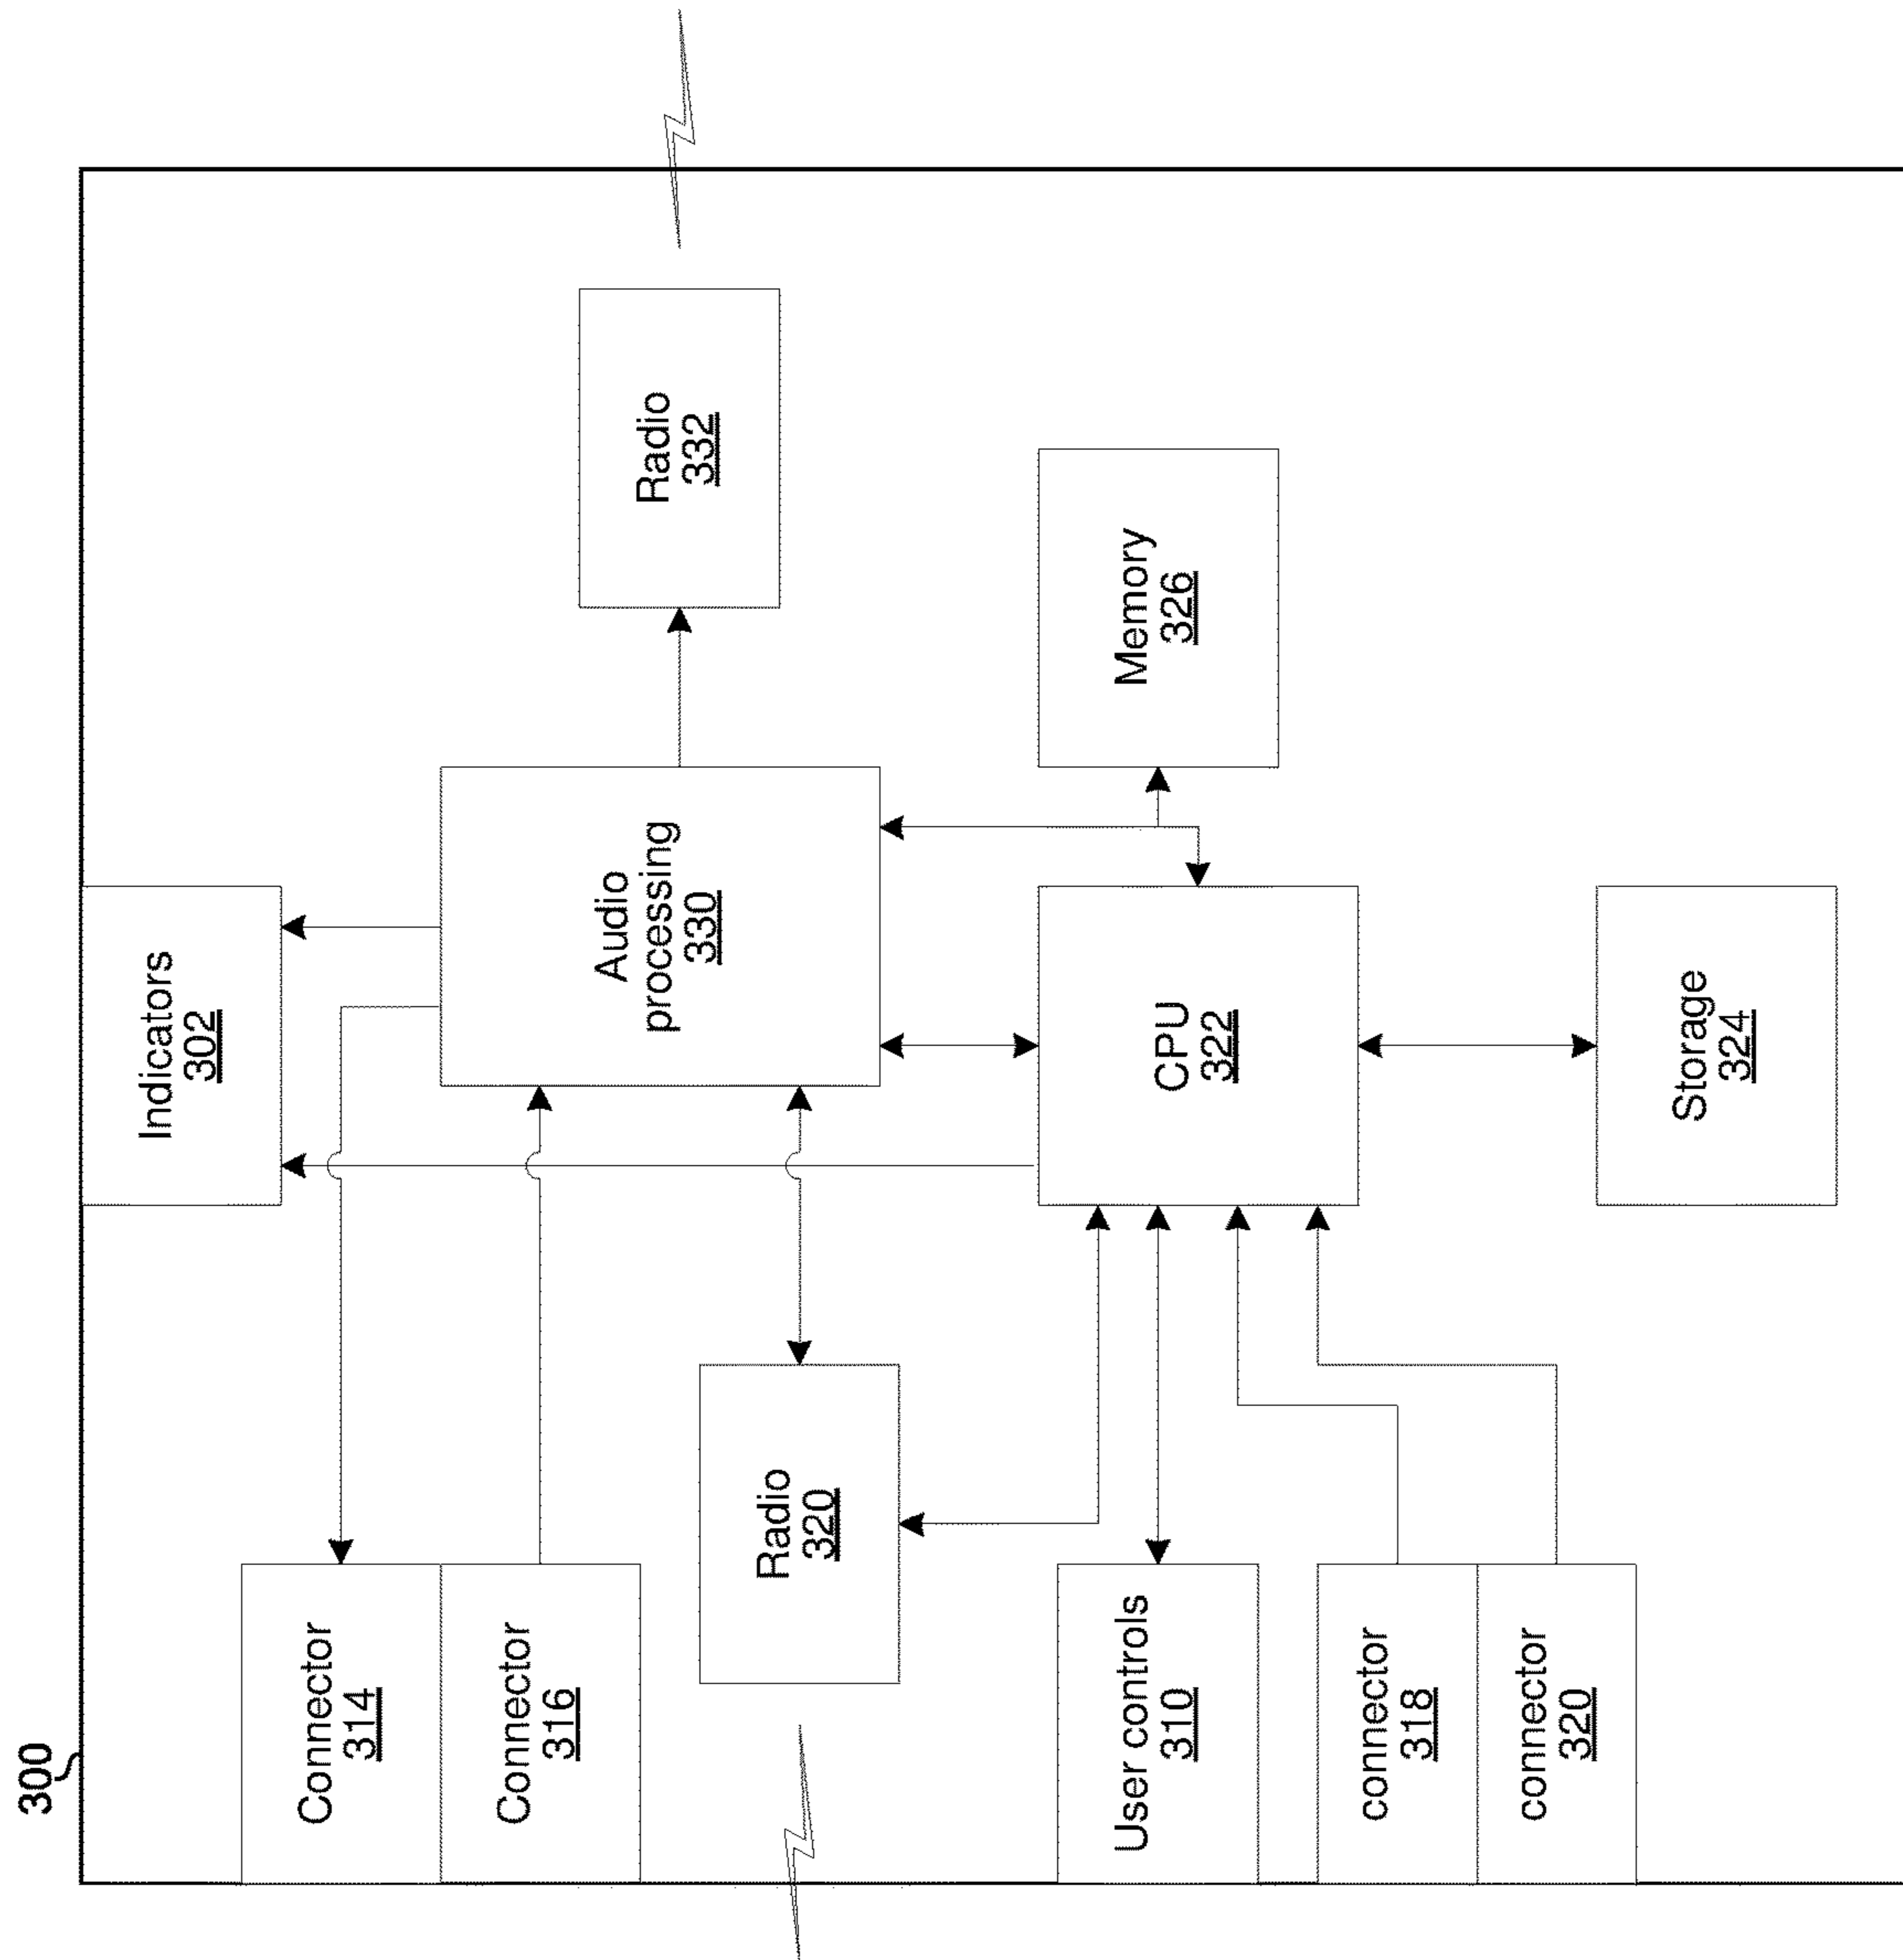 300
Indicators
302
Connector
314
Connector
316
Audio
processing
330
Radio
332
Radio
320
User controls
310
CPU
322
Memory
326
connector
318
connector
320
Storage
324